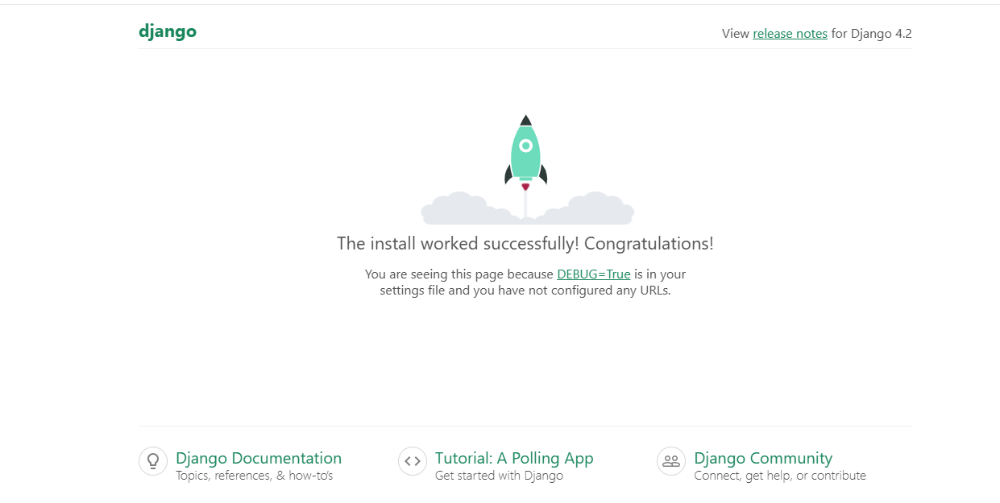 django
View release notes for Django 4.2
The install worked successfully! Congratulations!
You are seeing this page because DEBUG=True is in your
settings file and you have not configured any URLs.
Django Documentation
Topics, references, & how-to’s
Tutorial: A Polling App
Get started with Django
Django Community
Connect, get help, or contribute